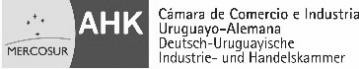 MERCOSUR
AHK
Cámara de Comercio e Industria
Uruguayo-Alemana
Deutsch-Uruguayische
Industrie- und Handelskammer